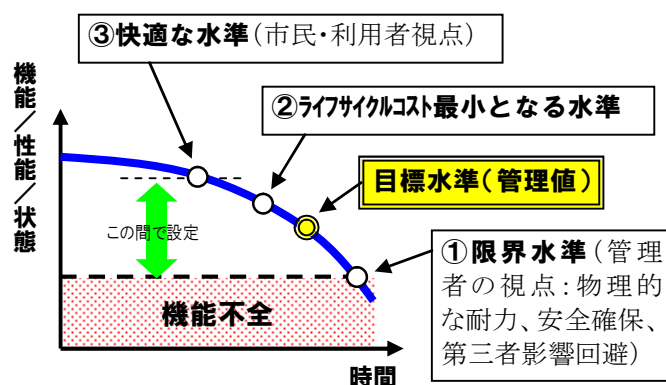 ③快適な水準(市民・利用者視点)
②ライフサイクルコスト最小となる水準
目標水準(管理値)
機能/性能/状態
この間で設定
①限界水準(管理
者の視点:物理的
な耐力、安全確保、
第三者影響回避)
機能不全
時間